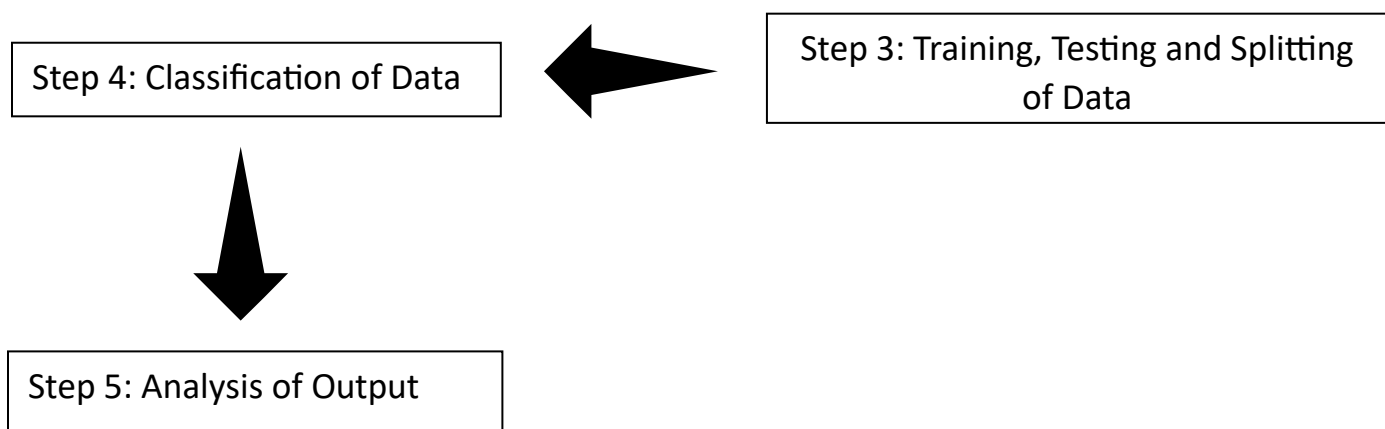 Step 3: Training, Testing and Splitting
of Data
Step 4: Classification of Data
Step 5: Analysis of Output